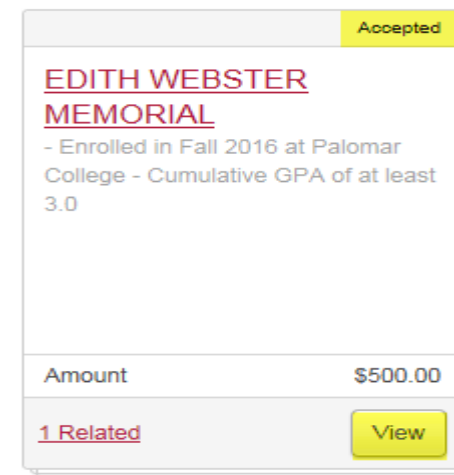 Accepted
EDITH WEBSTER
MEMORIAL
- Enrolled in Fall 2016 at Palomar
College - Cumulative GPA of at least
3.0
Amount $500.00
1 Related View